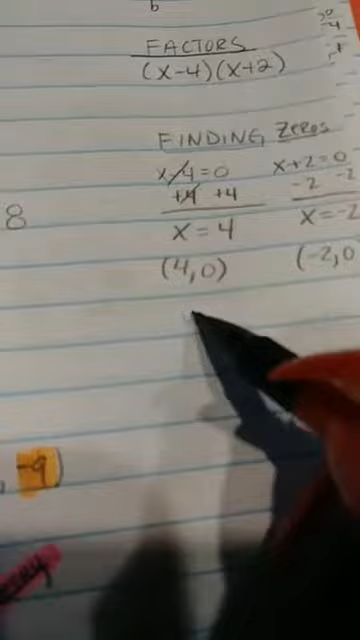 b
FACTORS
(x-4)(x+2)
FINDING ZEROS
x-4=0 x+2=0
+4 +4 -2 -2
x = 4 x=-2
8
(4,0) (-2,0
, -9)